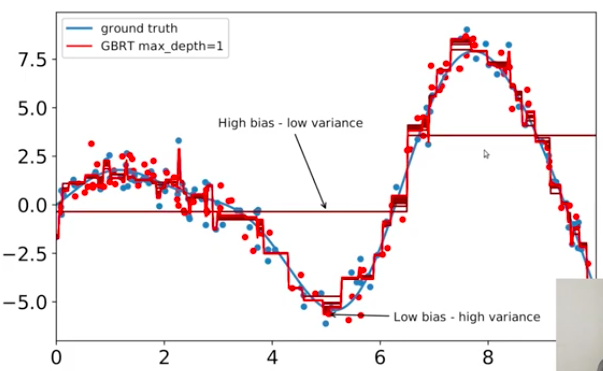 ground truth
GBRT max_depth=1
High bias - low variance
Low bias - high variance
7.5
5.0
2.5
0.0
−2.5
−5.0
0
2
4
6
8